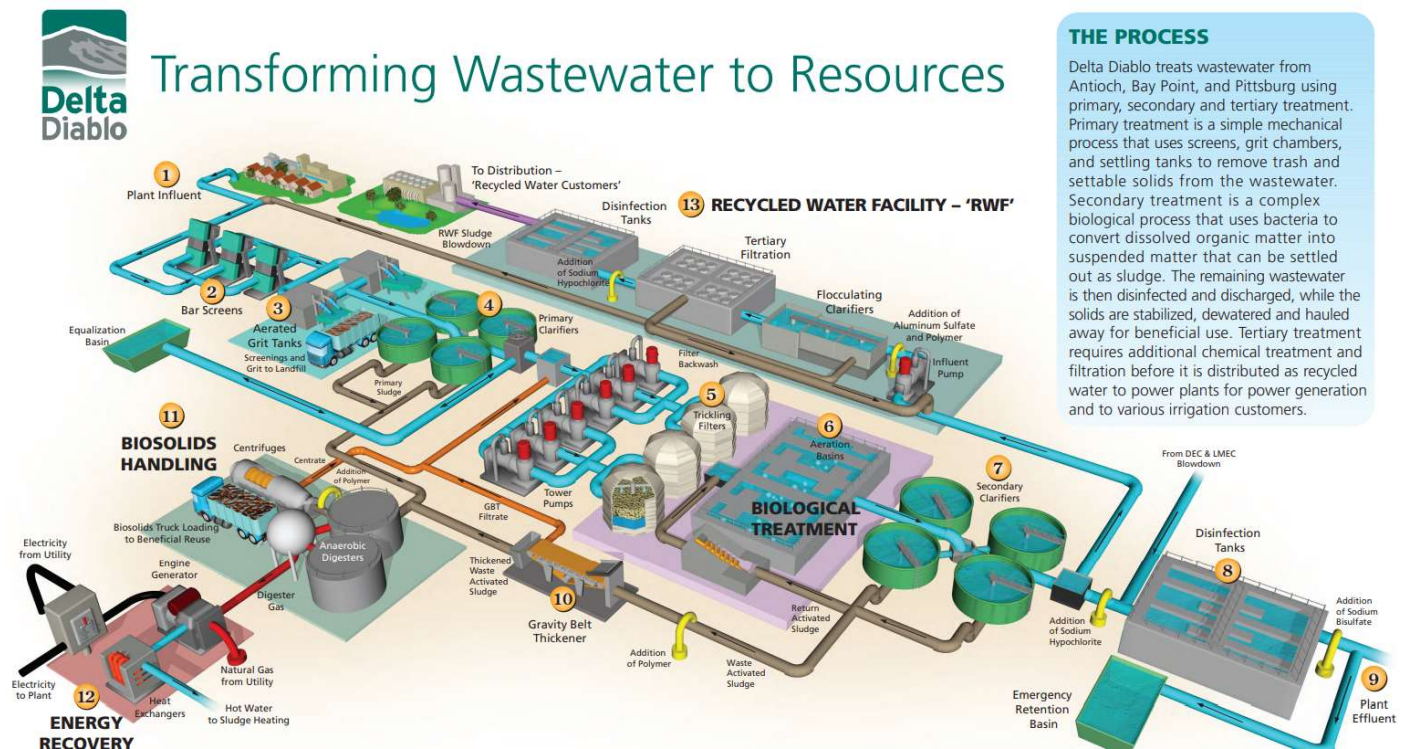 Delta
Diablo
Transforming Wastewater to Resources
THE PROCESS
Delta Diablo treats wastewater from
Antioch, Bay Point, and Pittsburg using
primary, secondary and tertiary treatment.
Primary treatment is a simple mechanical
process that uses screens, grit chambers,
and settling tanks to remove trash and
settable solids from the wastewater.
Secondary treatment is a complex
biological process that uses bacteria to
convert dissolved organic matter into
suspended matter that can be settled
out as sludge. The remaining wastewater
is then disinfected and discharged, while the
solids are stabilized, dewatered and hauled
away for beneficial use. Tertiary treatment
requires additional chemical treatment and
filtration before it is distributed as recycled
water to power plants for power generation
and to various irrigation customers.
1
Plant Influent
To Distribution –
'Recycled Water Customers'
Disinfection
Tanks
13 RECYCLED WATER FACILITY – 'RWF'
RWF Sludge
Blowdown
Tertiary
Filtration
Addition
of Sodium
Hypochlorite
Flocculating
Clarifiers
2
Bar Screens
3
Aerated
Grit Tanks
Screenings and
Grit to Landfill
4
Primary
Clarifiers
Addition of
Aluminum Sulfate
and Polymer
Equalization
Basin
Filter
Backwash
Influent
Pump
Primary
Sludge
5
Trickling
Filters
11
BIOSOLIDS
HANDLING
6
Aeration
Basins
Centrifuges
Centrate
Addition
of Polymer
7
Secondary
Clarifiers
From DEC & LMEC
Blowdown
Tower
Pumps
GBT
Filtrate
BIOLOGICAL
TREATMENT
Biosolids Truck Loading
to Beneficial Reuse
Anaerobic
Digesters
Disinfection
Tanks
8
Electricity
from Utility
Engine
Generator
Digester
Gas
Thickened
Waste
Activated
Sludge
10
Gravity Belt
Thickener
Return
Activated
Sludge
Addition
of Sodium
Hypochlorite
Addition
of Sodium
Bisulfate
Addition
of Polymer
Waste
Activated
Sludge
Natural Gas
from Utility
Electricity
to Plant
12
ENERGY
RECOVERY
Heat
Exchangers
Hot Water
to Sludge Heating
Emergency
Retention
Basin
9
Plant
Effluent